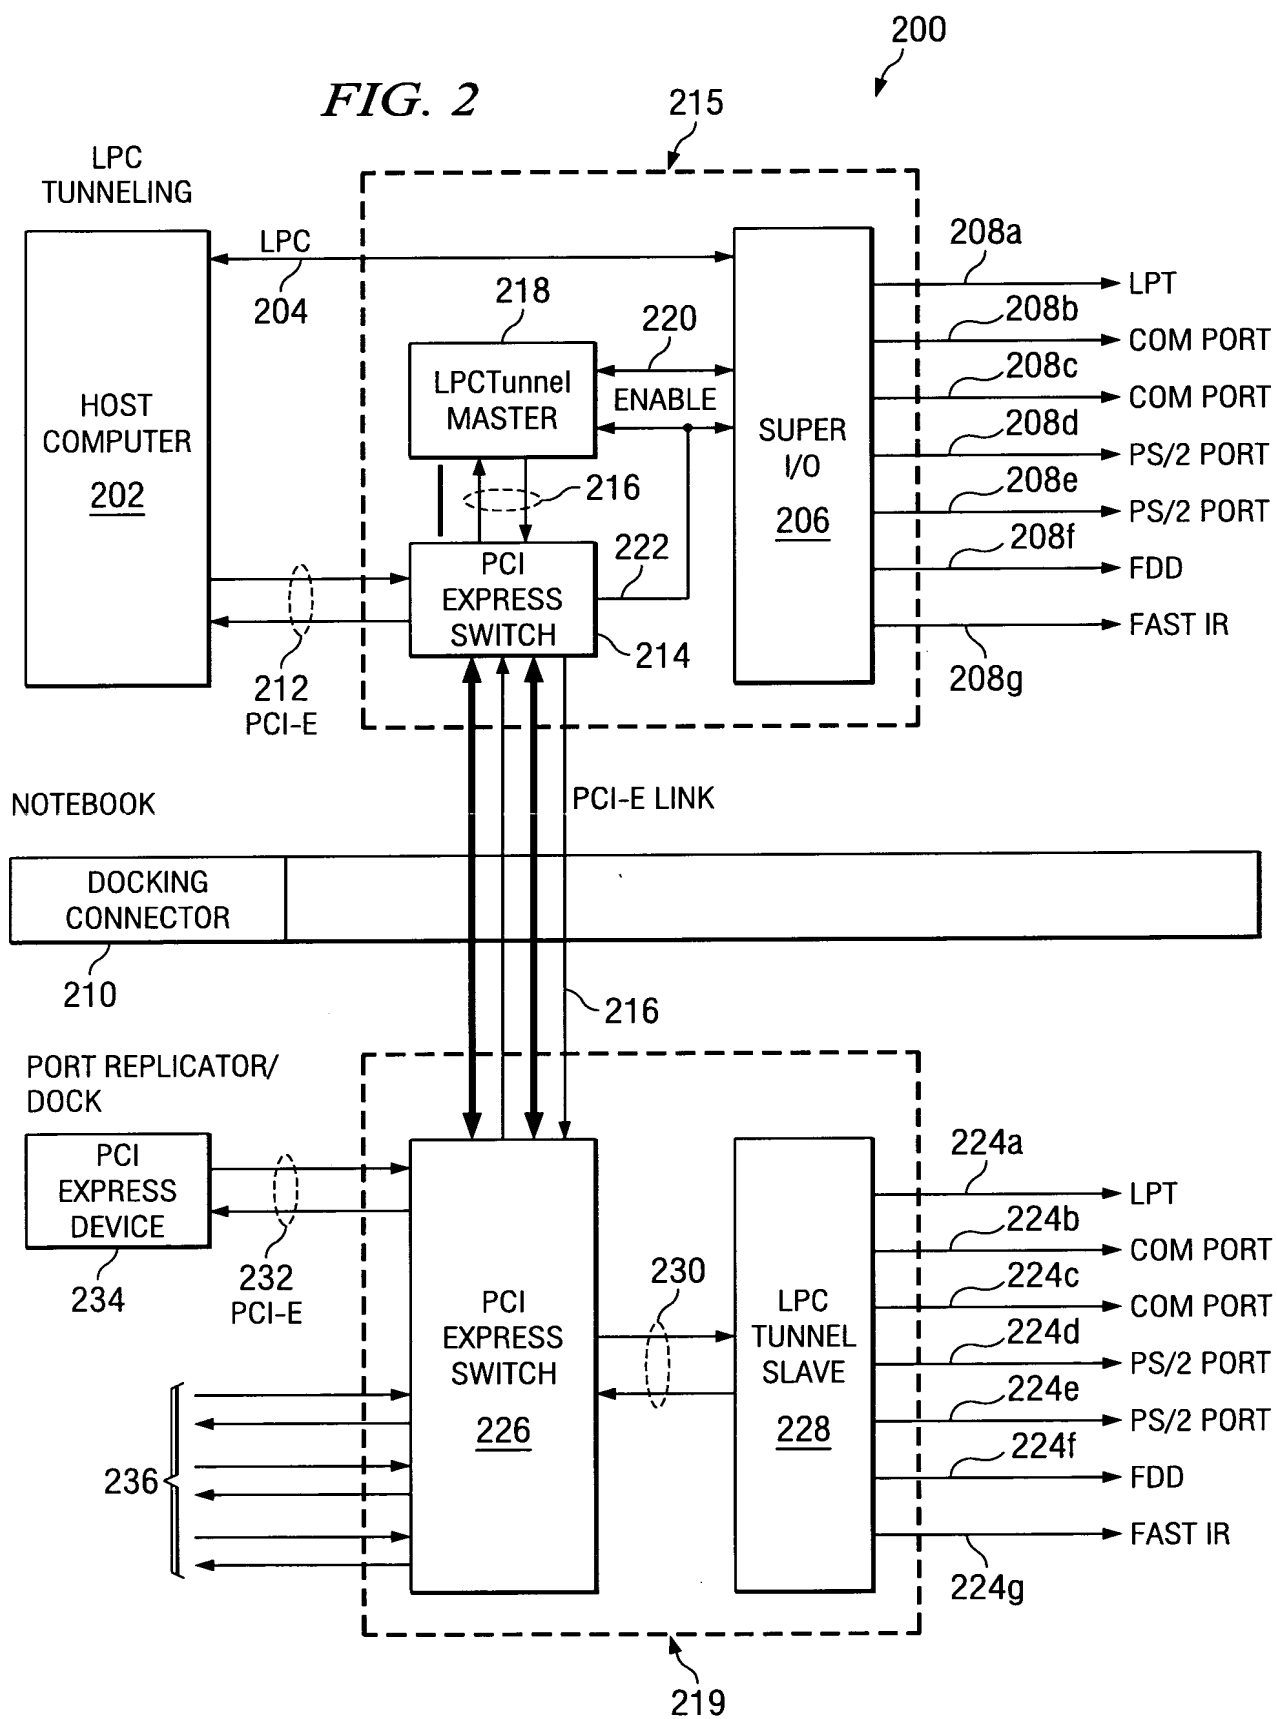 200
FIG. 2
215
LPC
TUNNELING
LPC
204
218
220
ENABLE
LPCTunnel
MASTER
HOST
COMPUTER
202
216
222
PCI
EXPRESS
SWITCH
214
212
PCI-E
SUPER
I/O
206
208a
LPT
208b
COM PORT
208c
COM PORT
208d
PS/2 PORT
208e
PS/2 PORT
208f
FDD
FAST IR
208g
NOTEBOOK
PCI-E LINK
DOCKING
CONNECTOR
210
216
PORT REPLICATOR/
DOCK
PCI
EXPRESS
DEVICE
234
232
PCI-E
236
PCI
EXPRESS
SWITCH
226
230
LPC
TUNNEL
SLAVE
228
224a
LPT
224b
COM PORT
224c
COM PORT
224d
PS/2 PORT
224e
PS/2 PORT
224f
FDD
FAST IR
224g
219